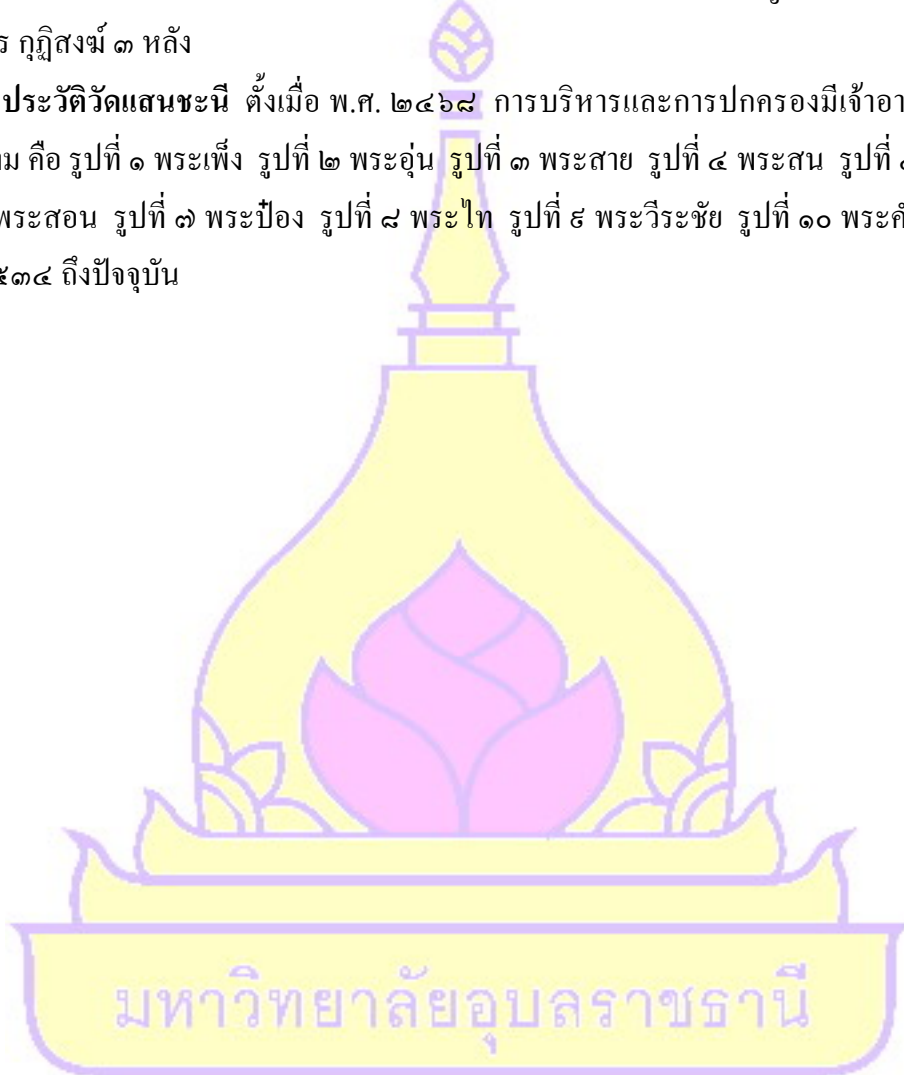 กุฏิสงฆ์ ๓ หลัง
ประวัติวัดแสนชะนี ตั้งเมื่อ พ.ศ. ๒๔๖๘ การบริหารและการปกครองมีเจ้าอา
คือ รูปที่ ๑ พระเพ็ง รูปที่ ๒ พระอุ่น รูปที่ ๓ พระสาย รูปที่ ๔ พระสน รูปที่
พระสอน รูปที่ ๗ พระป๋อง รูปที่ ๘ พระไท รูปที่ ๙ พระวีระชัย รูปที่ ๑๐
๕๓๔ ถึงปัจจุบัน
มหาวิทยาลัยอุบลราชธานี